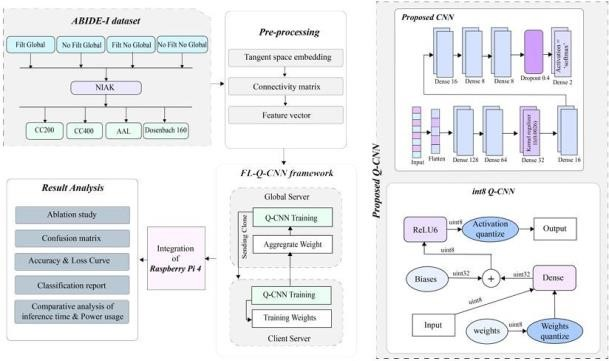 ABIDE-I dataset
Filt Global
No Filt Global
Filt No Global
No Filt No Global
NIAK
CC200
CC400
AAL
Dosenbach 160
Pre-processing
Tangent space embedding
Connectivity matrix
Feature vector
FL-Q-CNN framework
Global Server
Q-CNN Training
Aggregrate Weight
Sending Clone
Q-CNN Training
Training Weights
Client Server
Integration
of
Raspberry Pi 4
Result Analysis
Ablation study
Confusion matrix
Accuracy & Loss Curve
Classification report
Comparative analysis of
inference time & Power usage
Proposed Q-CNN
Proposed CNN
Dense 16
Dense 8
Dense 8
Dropout 0.4
Activation =
'softmax'
Dense 2
Input
Flatten
Dense 128
Dense 64
Kernel regulizer
Dense 32
Dense 16
int8 Q-CNN
ReLU6
uint8
Activation
quantize
uint8
Output
uint8
Biases
uint32
+
uint32
Dense
Input
uint8
weights
uint8
Weights
quantize